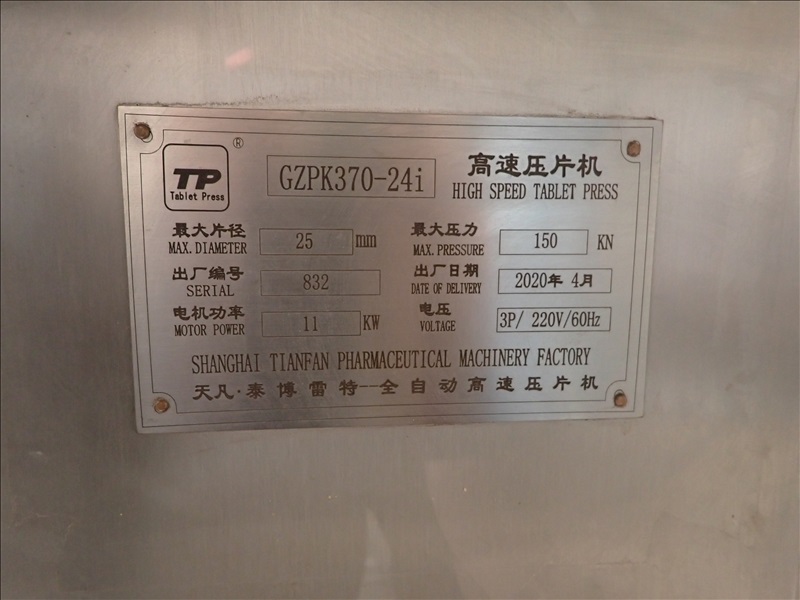 TP ®
Tablet Press
GZPK370-24i
高速压片机
HIGH SPEED TABLET PRESS
最大片径
MAX. DIAMETER 25 mm
最大压力
MAX. PRESSURE 150 KN
出厂编号
SERIAL 832
出厂日期
DATE OF DELIVERY 2020年 4月
电机功率
MOTOR POWER 11 KW
电压
VOLTAGE 3P/ 220V/60Hz
SHANGHAI TIANFAN PHARMACEUTICAL MACHINERY FACTORY
天凡·泰博雷特--全自动高速压片机